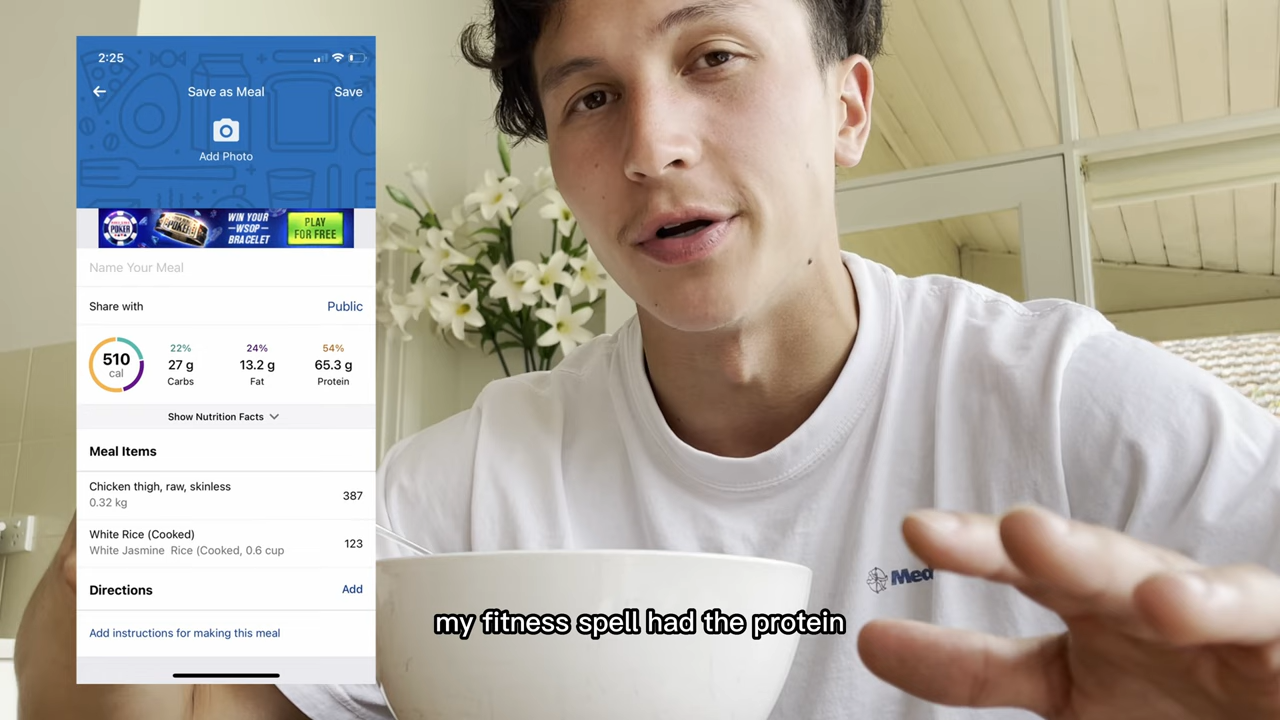 2:25
Save as Meal
Save
Add Photo
WIN YOUR
-WSOP-
BRACELET
PLAY
FOR FREE
POKER
Name Your Meal
Share with Public
510
cal
22% 24% 54%
27 g 13.2 g 65.3 g
Carbs Fat Protein
Show Nutrition Facts
Meal Items
Chicken thigh, raw, skinless
0.32 kg
387
White Rice (Cooked)
White Jasmine Rice (Cooked, 0.6 cup
123
Directions Add
Add instructions for making this meal
Med
my fitness spell had the protein